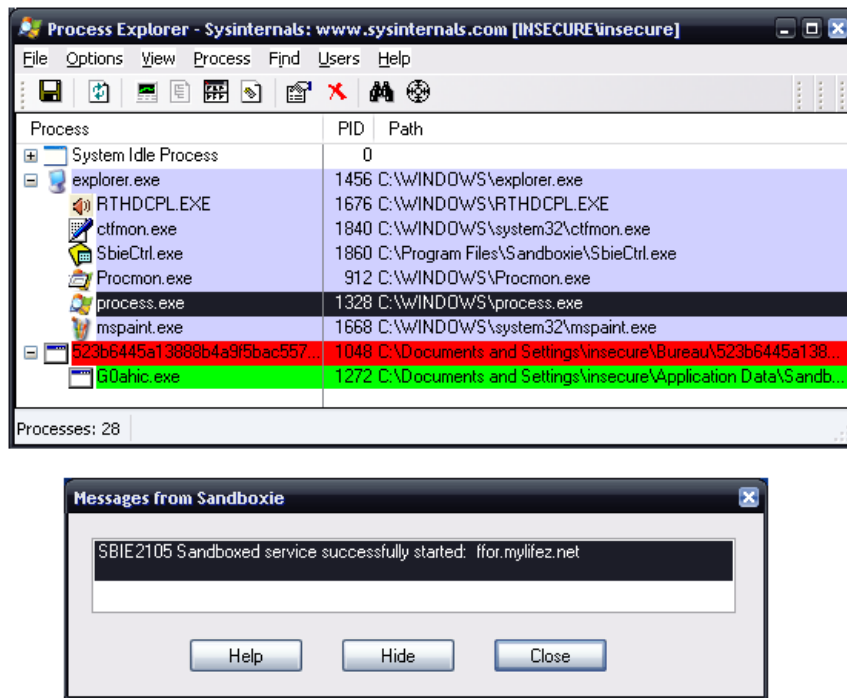 Process Explorer - Sysinternals: www.sysinternals.com [INSECURE\insecure]
File Options View Process Find Users Help
Process PID Path
System Idle Process 0
explorer.exe 1456 C:\WINDOWS\explorer.exe
RTHDCPL.EXE 1676 C:\WINDOWS\RTHDCPL.EXE
ctfmon.exe 1840 C:\WINDOWS\system32\ctfmon.exe
SbieCtrl.exe 1860 C:\Program Files\Sandboxie\SbieCtrl.exe
Procmon.exe 912 C:\WINDOWS\Procmon.exe
process.exe 1328 C:\WINDOWS\process.exe
mspaint.exe 1668 C:\WINDOWS\system32\mspaint.exe
523b6445a13888b4a9f5bac557... 1048 C:\Documents and Settings\insecure\Bureau\523b6445a138...
G0ahic.exe 1272 C:\Documents and Settings\insecure\Application Data\Sandb...
Processes: 28
Messages from Sandboxie
SBIE2105 Sandboxed service successfully started: ffor.mylifez.net
Help Hide Close